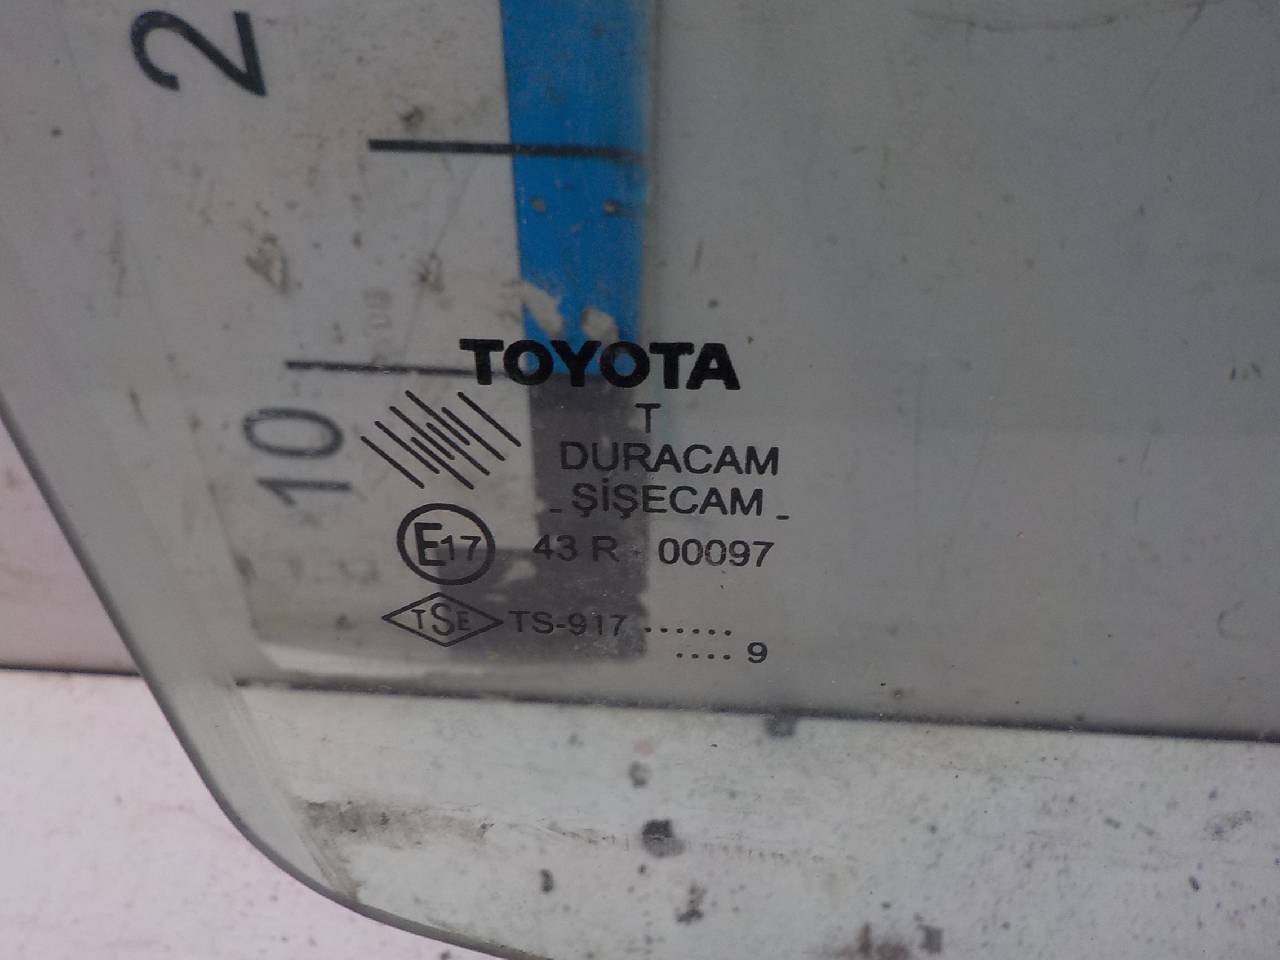 2
10
TOYOTA
T
DURACAM
_ ŞİŞECAM _
E17 43 R - 00097
TSE TS-917 ......
.... 9